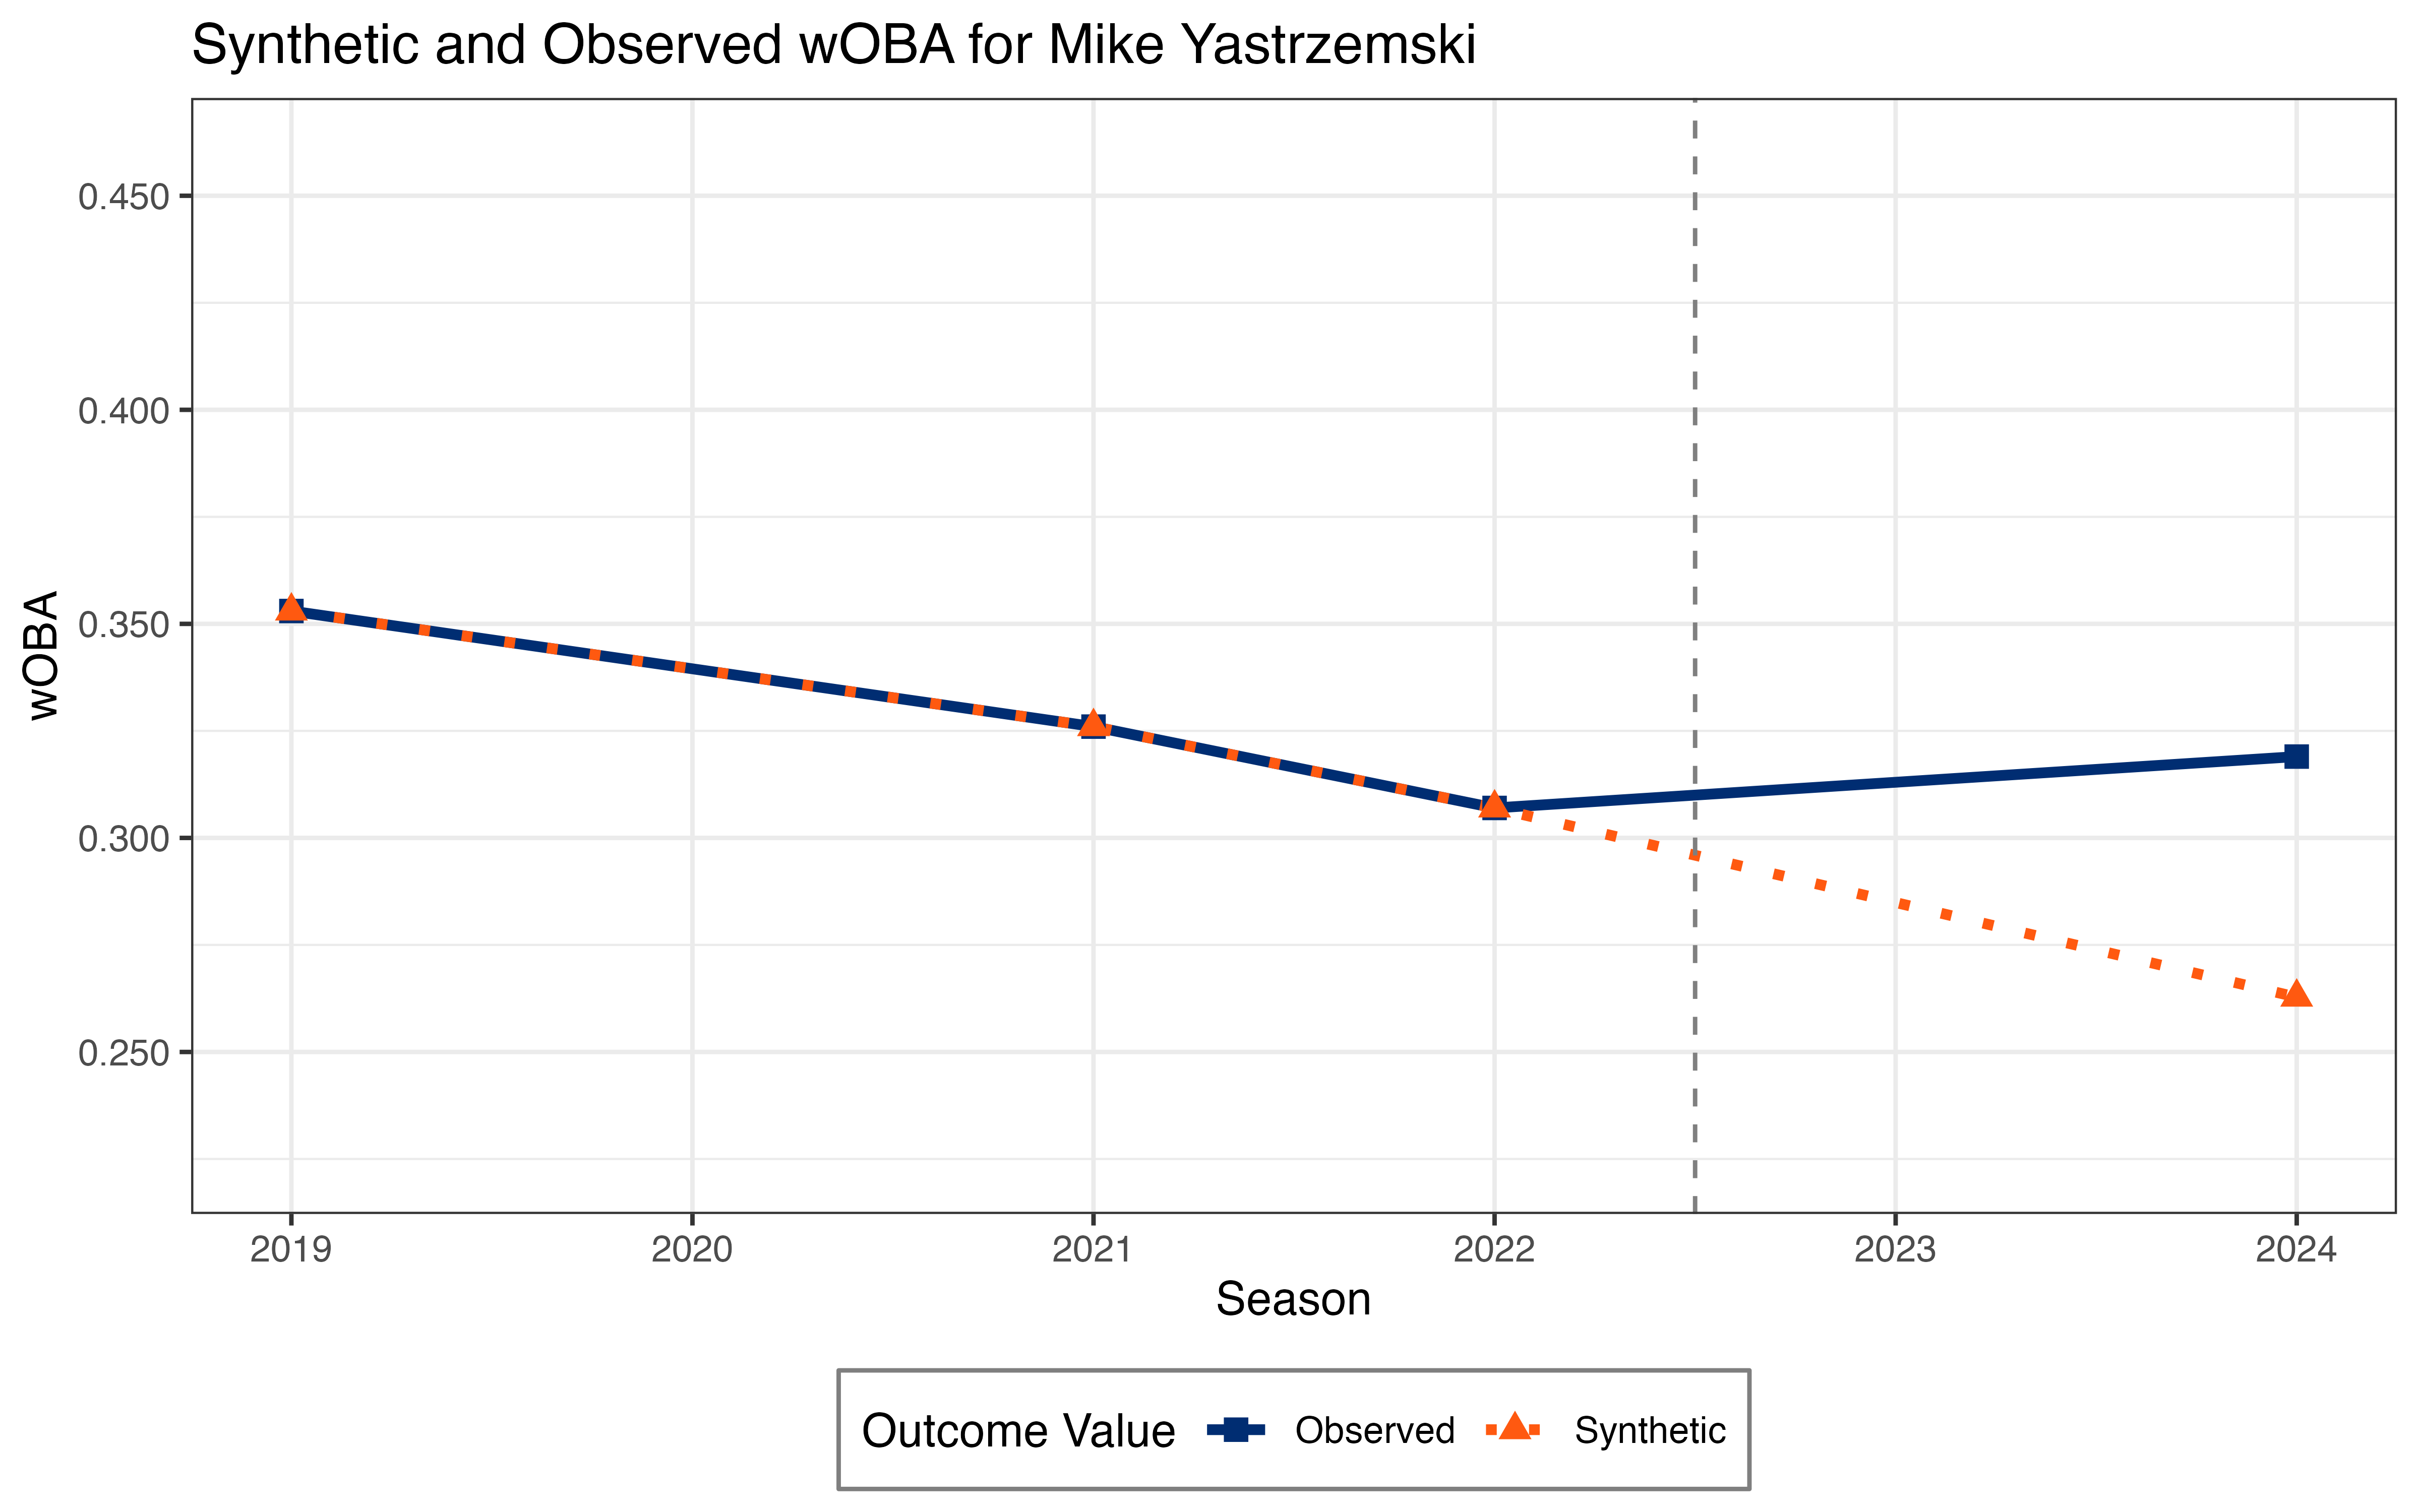 Synthetic and Observed wOBA for Mike Yastrzemski
wOBA
0.450
0.400
0.350
0.300
0.250
2019 2020 2021 2022 2023 2024
Season
Outcome Value Observed Synthetic